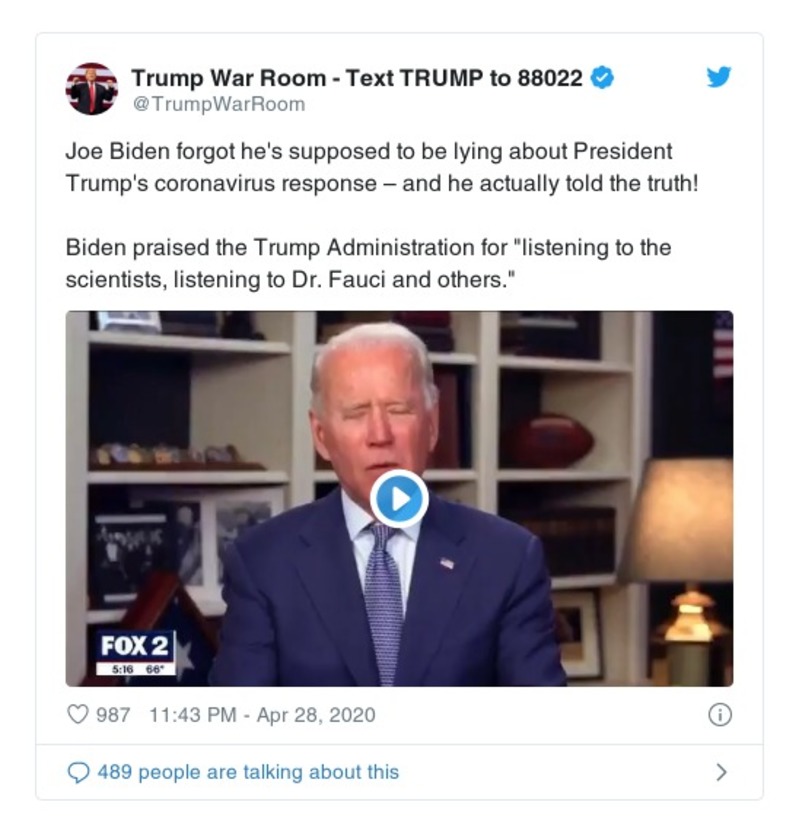 Trump War Room - Text TRUMP to 88022
@TrumpWarRoom
Joe Biden forgot he's supposed to be lying about President
Trump's coronavirus response – and he actually told the truth!
Biden praised the Trump Administration for "listening to the
scientists, listening to Dr. Fauci and others."
FOX 2
5:16 66°
987 11:43 PM - Apr 28, 2020
489 people are talking about this